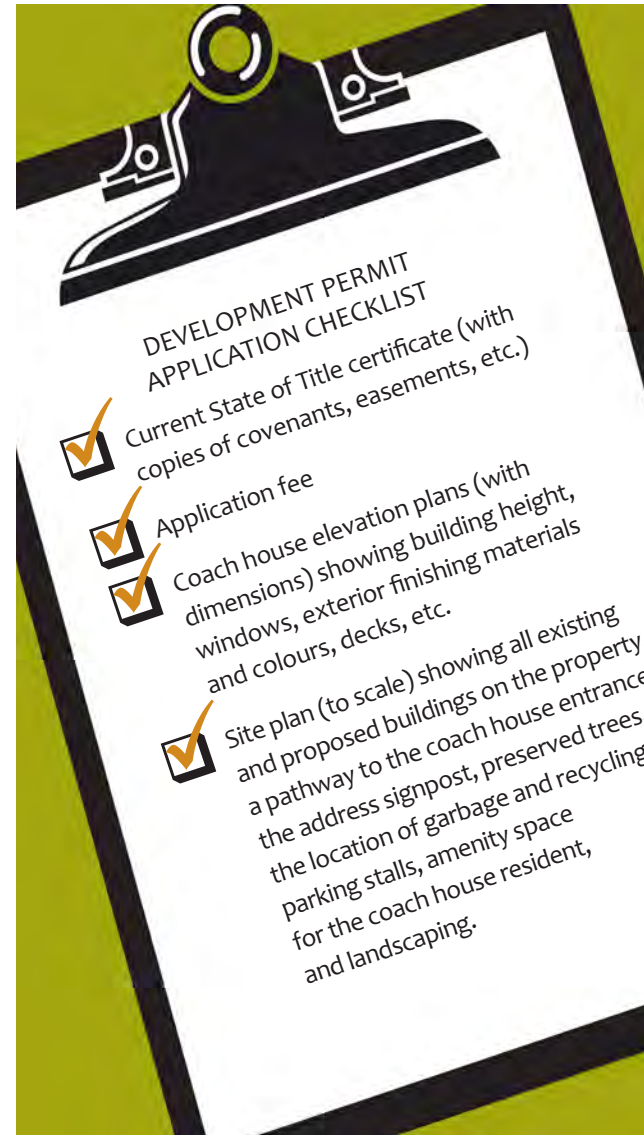 DEVELOPMENT PERMIT
APPLICATION CHECKLIST
Current State of Title certificate (with
copies of covenants, easements, etc.)
Application fee
Coach house elevation plans (with
dimensions) showing building height,
windows, exterior finishing materials
and colours, decks, etc.
Site plan (to scale) showing all existing
and proposed buildings on the property
a pathway to the coach house entrance
the address signpost, preserved trees
the location of garbage and recycling
parking stalls, amenity space
for the coach house resident,
and landscaping.